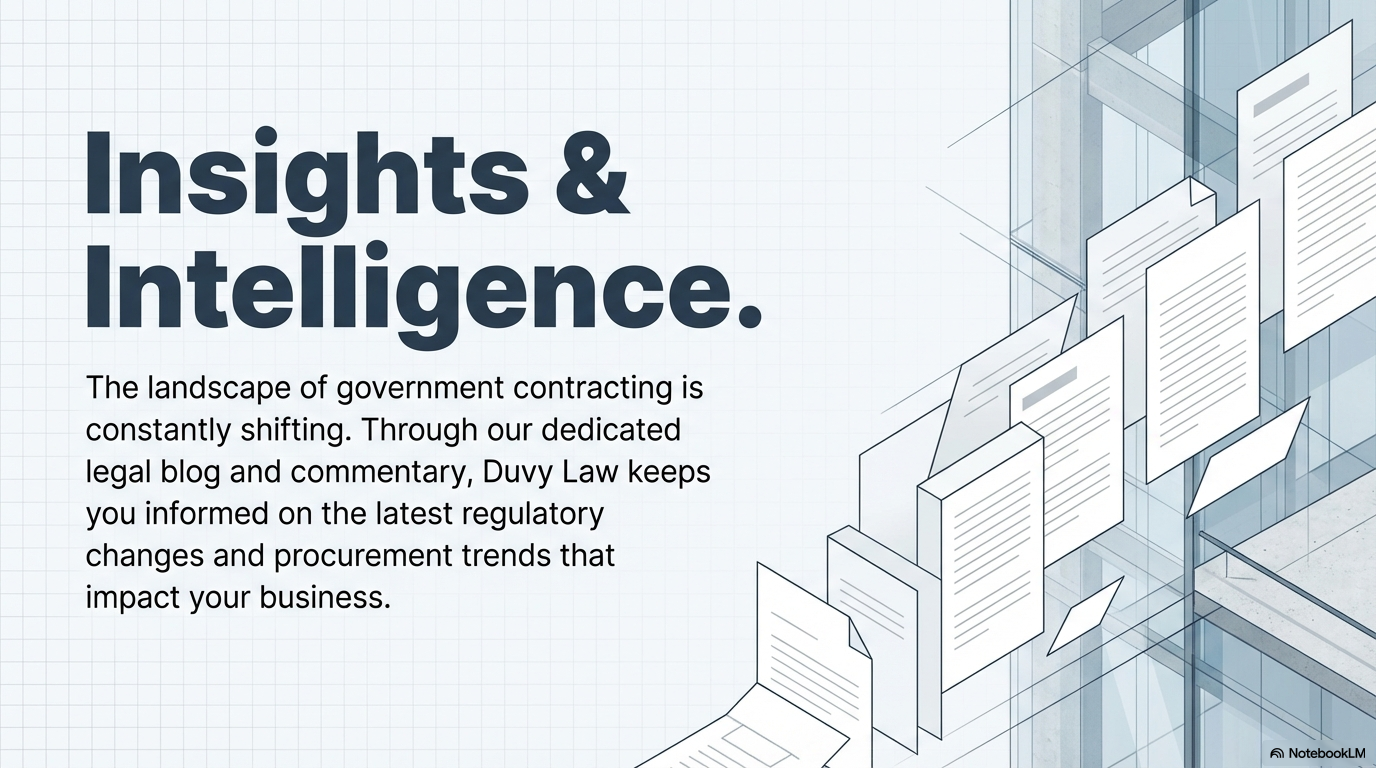 Insights &
Intelligence.
The landscape of government contracting is
constantly shifting. Through our dedicated
legal blog and commentary, Duvy Law keeps
you informed on the latest regulatory
changes and procurement trends that
impact your business.
NotebookLM